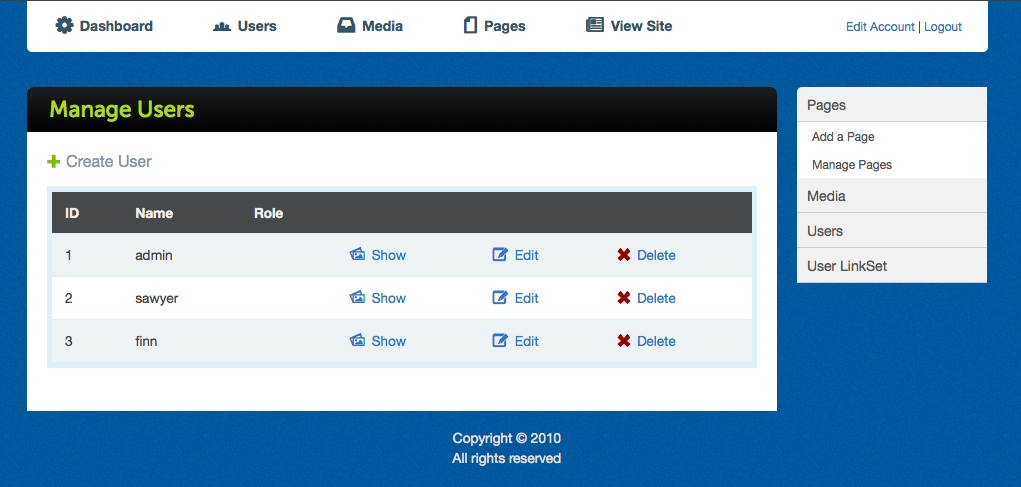 Dashboard Users Media Pages View Site Edit Account | Logout
Manage Users
Create User
ID Name Role
1 admin Show Edit Delete
2 sawyer Show Edit Delete
3 finn Show Edit Delete
Pages
Add a Page
Manage Pages
Media
Users
User LinkSet
Copyright © 2010
All rights reserved